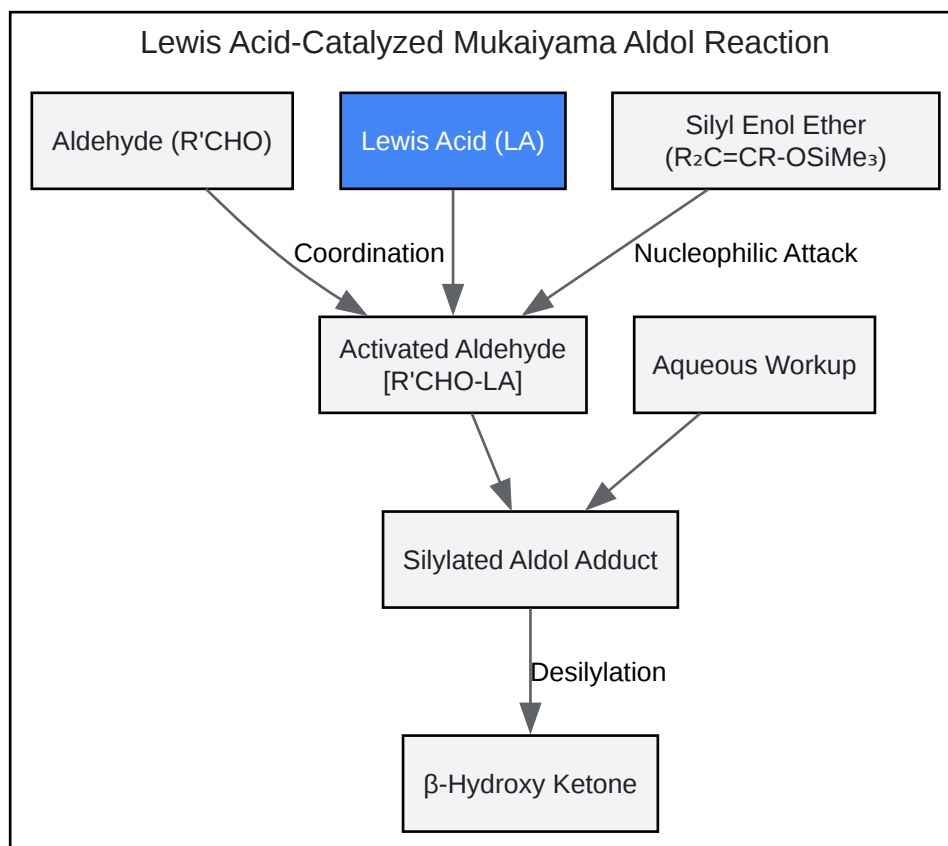 Lewis Acid-Catalyzed Mukaiyama Aldol Reaction
Aldehyde (R'CHO)
Lewis Acid (LA)
Silyl Enol Ether
(R₂C=CR-OSiMe₃)
Coordination
Nucleophilic Attack
Activated Aldehyde
[R'CHO-LA]
Aqueous Workup
Silylated Aldol Adduct
Desilylation
β-Hydroxy Ketone